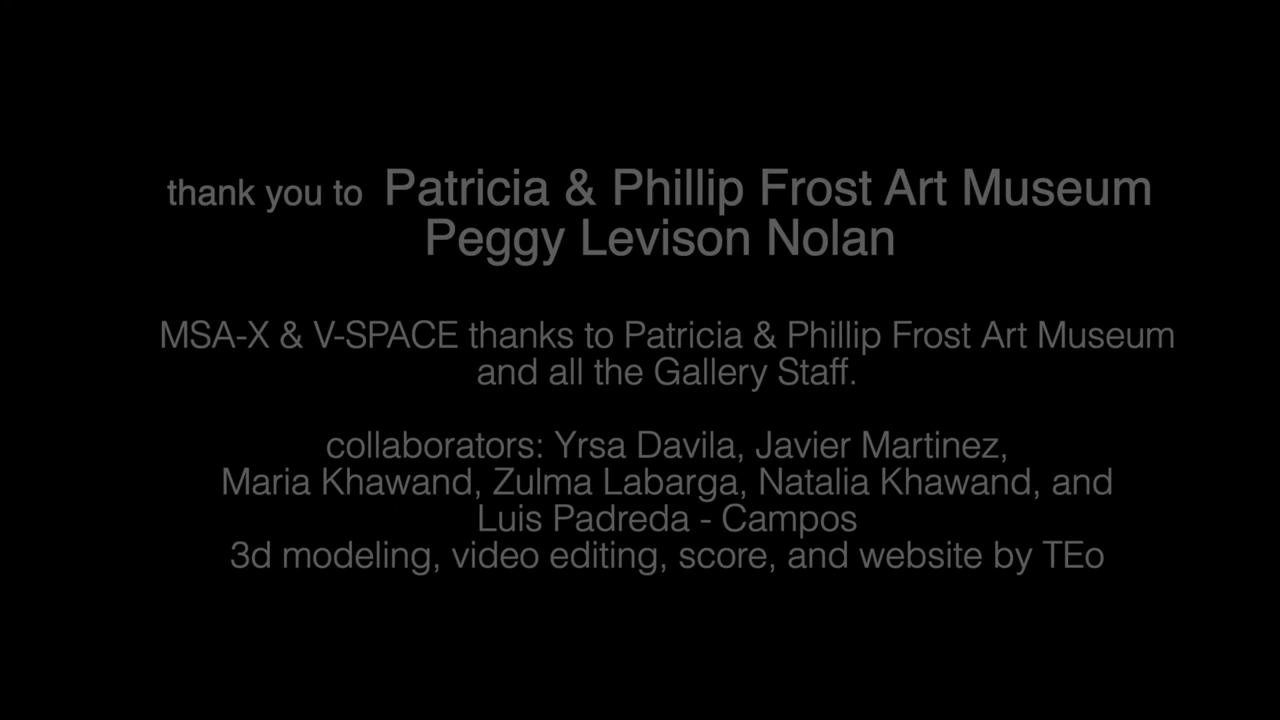 thank you to Patricia & Phillip Frost Art Museum
Peggy Levison Nolan
MSA-X & V-SPACE thanks to Patricia & Phillip Frost Art Museum
and all the Gallery Staff.
collaborators: Yrsa Davila, Javier Martinez,
Maria Khawand, Zulma Labarga, Natalia Khawand, and
Luis Padreda - Campos
3d modeling, video editing, score, and website by TEo